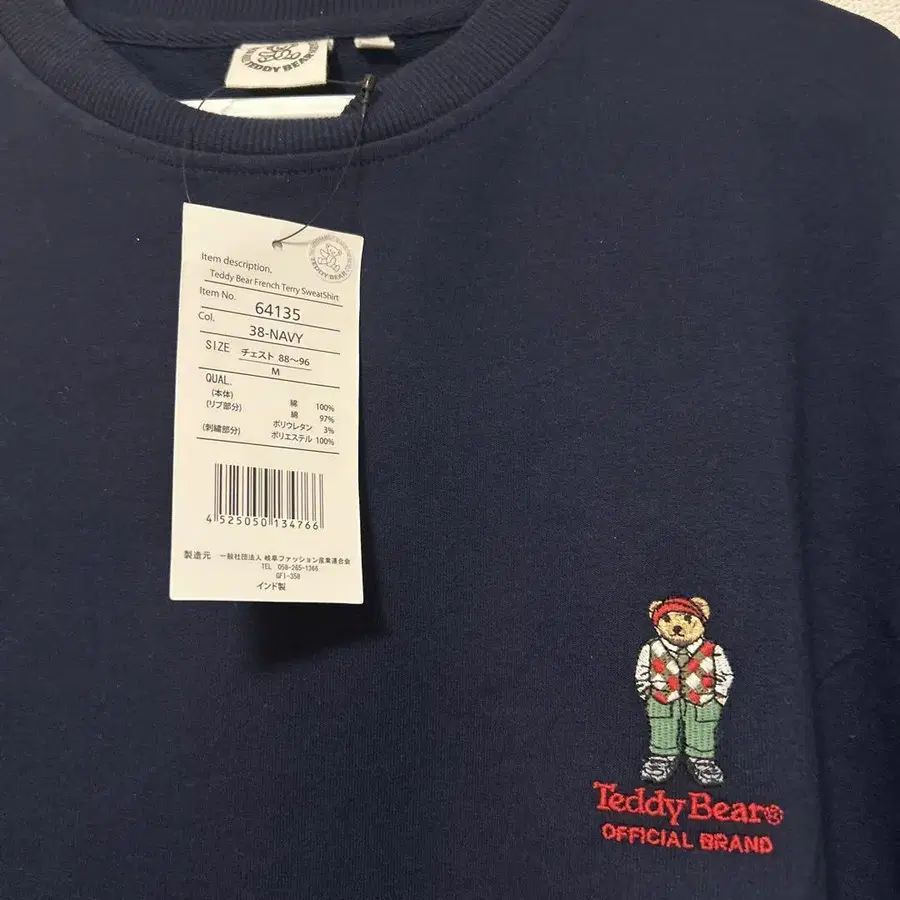 TEDDY BEAR
Item description.
TEDDY BEAR
Teddy Bear French Terry SweatShirt
Item No. 64135
Col. 38-NAVY
SIZE チェスト 88〜96
M
QUAL.
(本体) 綿 100%
(リブ部分) 綿 97%
ポリウレタン 3%
(刺繍部分) ポリエステル 100%
4 525050 134766
製造元 一般社団法人 岐阜ファッション産業連合会
TEL 058-265-1366
GFI-358
インド製
Teddy Bear®
OFFICIAL BRAND